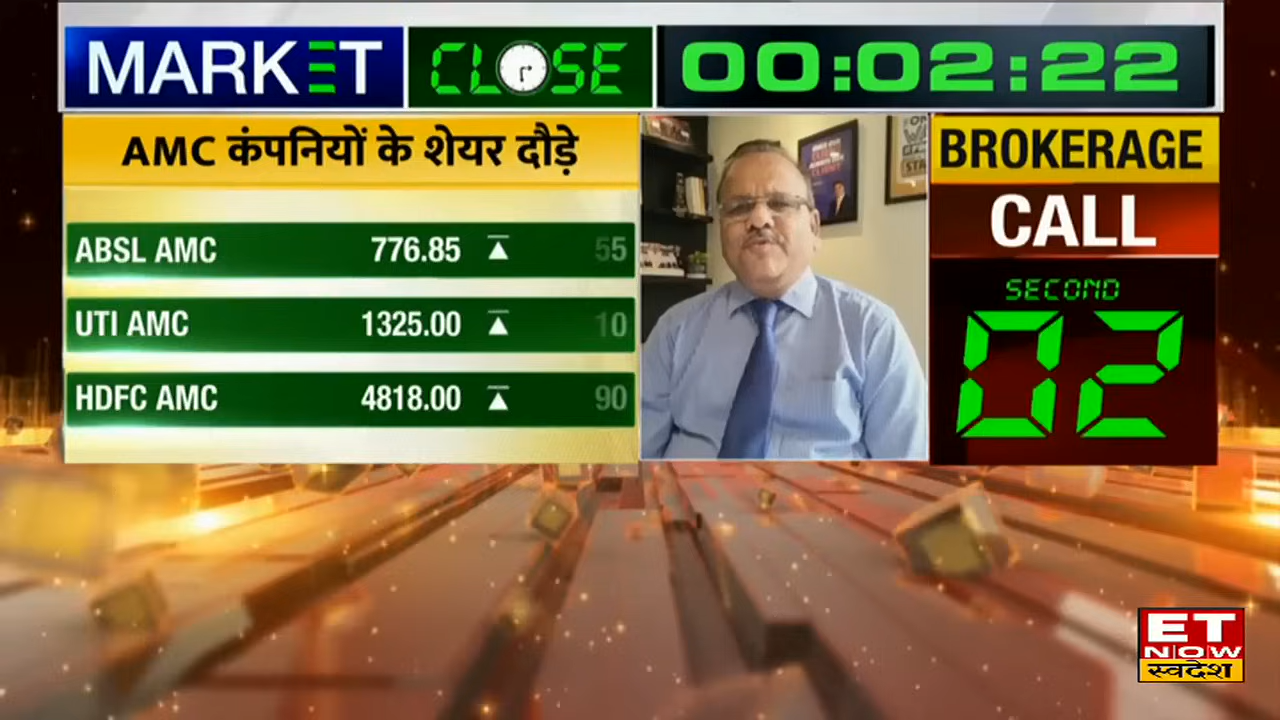 MARKET CLOSE 00:02:22
AMC कंपनियों के शेयर दौड़े
ABSL AMC 776.85 55
UTI AMC 1325.00 10
HDFC AMC 4818.00 90
BROKERAGE
CALL
SECOND
02
ET
NOW
स्वदेश